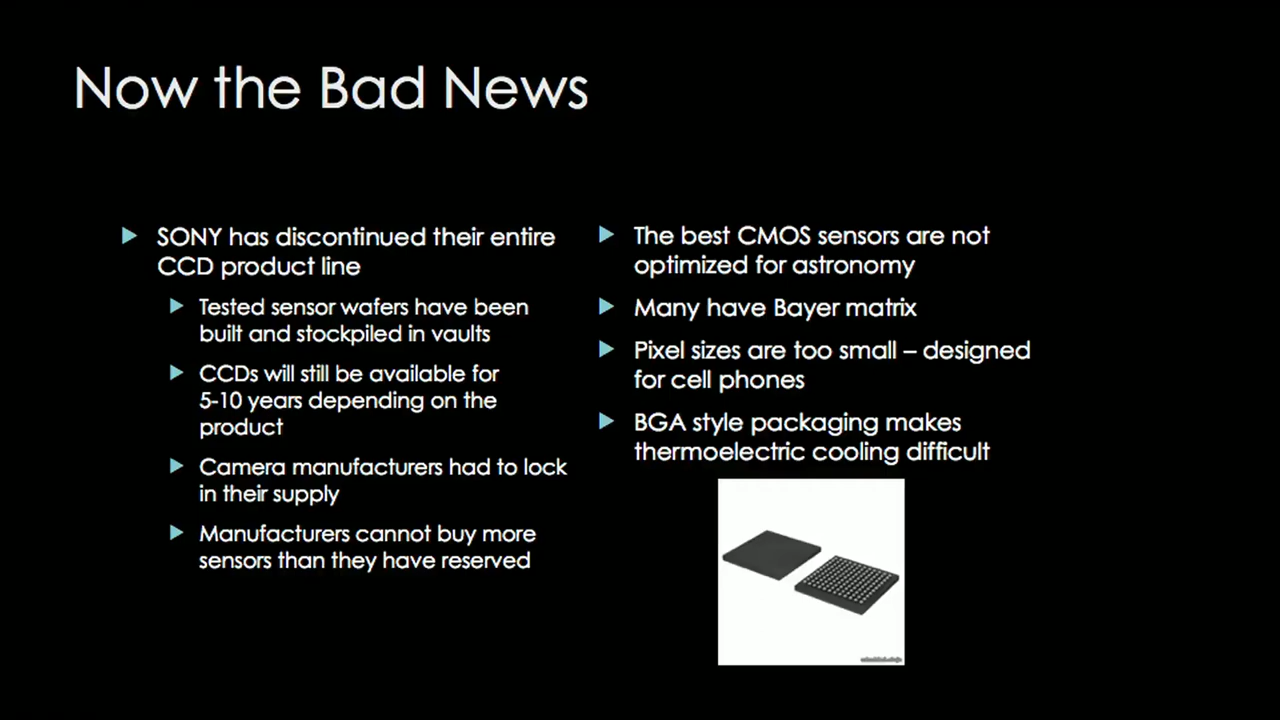 Now the Bad News
SONY has discontinued their entire
CCD product line
Tested sensor wafers have been
built and stockpiled in vaults
CCDs will still be available for
5-10 years depending on the
product
Camera manufacturers had to lock
in their supply
Manufacturers cannot buy more
sensors than they have reserved
The best CMOS sensors are not
optimized for astronomy
Many have Bayer matrix
Pixel sizes are too small – designed
for cell phones
BGA style packaging makes
thermoelectric cooling difficult